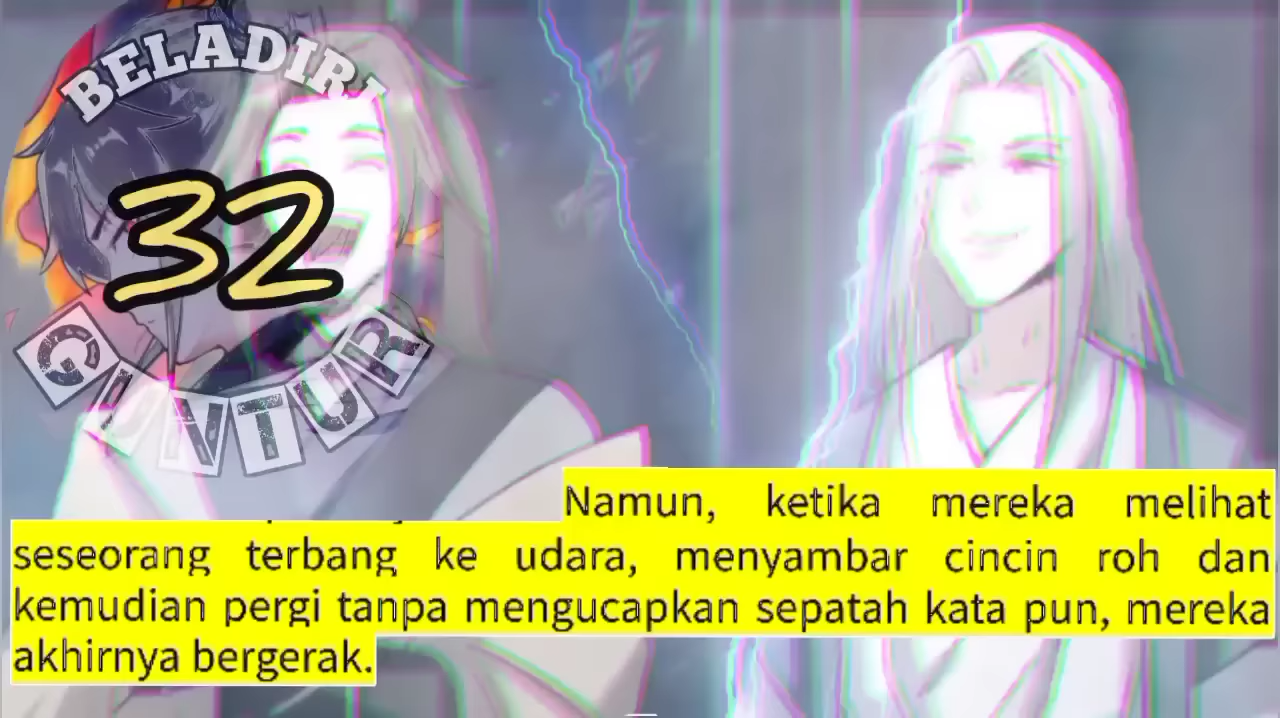 BELADIRI
32
GUNTUR
Namun, ketika mereka melihat
seseorang terbang ke udara, menyambar cincin roh dan
kemudian pergi tanpa mengucapkan sepatah kata pun, mereka
akhirnya bergerak.